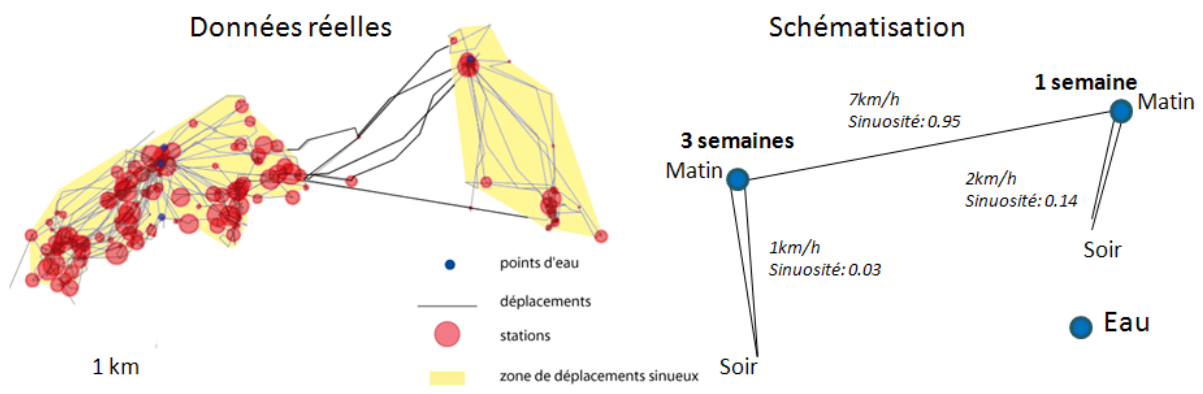 Données réelles
points d'eau
déplacements
stations
zone de déplacements sinueux
1 km
Schématisation
1 semaine
Matin
7km/h
Sinuosité: 0.95
3 semaines
Matin
2km/h
Sinuosité: 0.14
Soir
1km/h
Sinuosité: 0.03
Eau
Soir